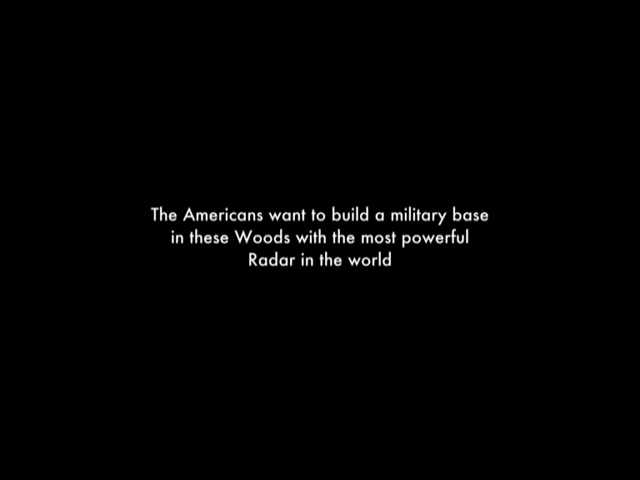 The Americans want to build a military base
in these Woods with the most powerful
Radar in the world